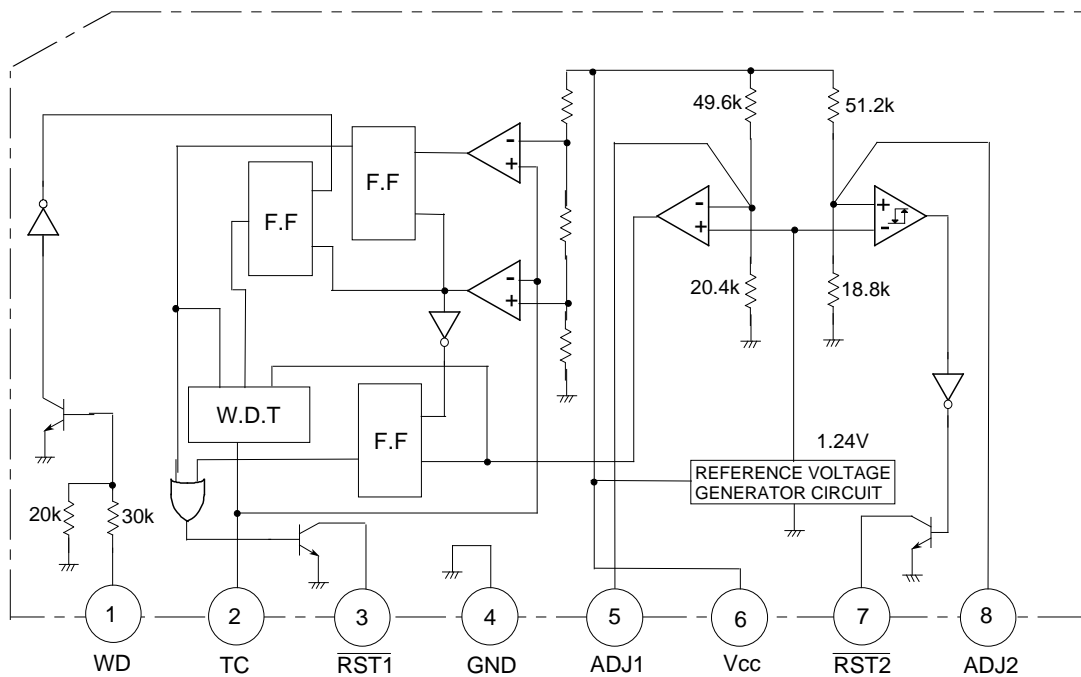 49.6k
51.2k
F.F
-
+
F.F
-
+
+
-
-
+
20.4k
18.8k
W.D.T
F.F
1.24V
REFERENCE VOLTAGE
GENERATOR CIRCUIT
20k
30k
1
2
3
4
5
6
7
8
WD
TC
RST1
GND
ADJ1
Vcc
RST2
ADJ2